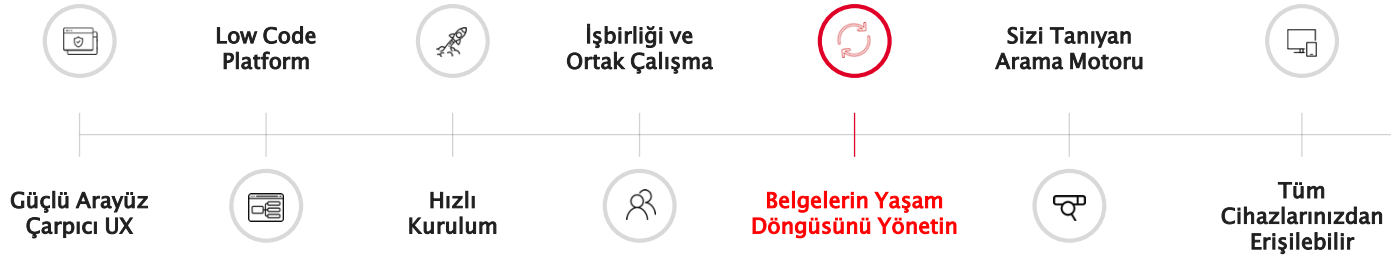 Güçlü Arayüz
Çarpıcı UX
Low Code
Platform
Hızlı
Kurulum
İşbirliği ve
Ortak Çalışma
Belgelerin Yaşam
Döngüsünü Yönetin
Sizi Tanıyan
Arama Motoru
Tüm
Cihazlarınızdan
Erişilebilir